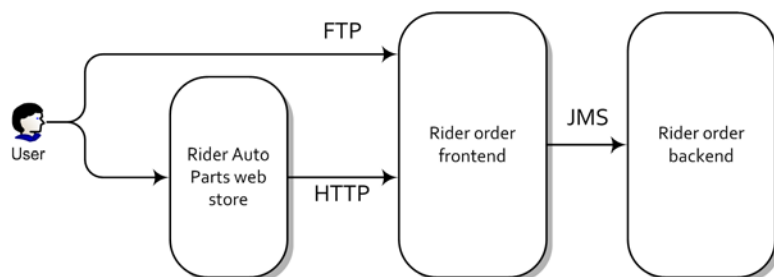 FTP
User
Rider Auto
Parts web
store
HTTP
Rider order
frontend
JMS
Rider order
backend